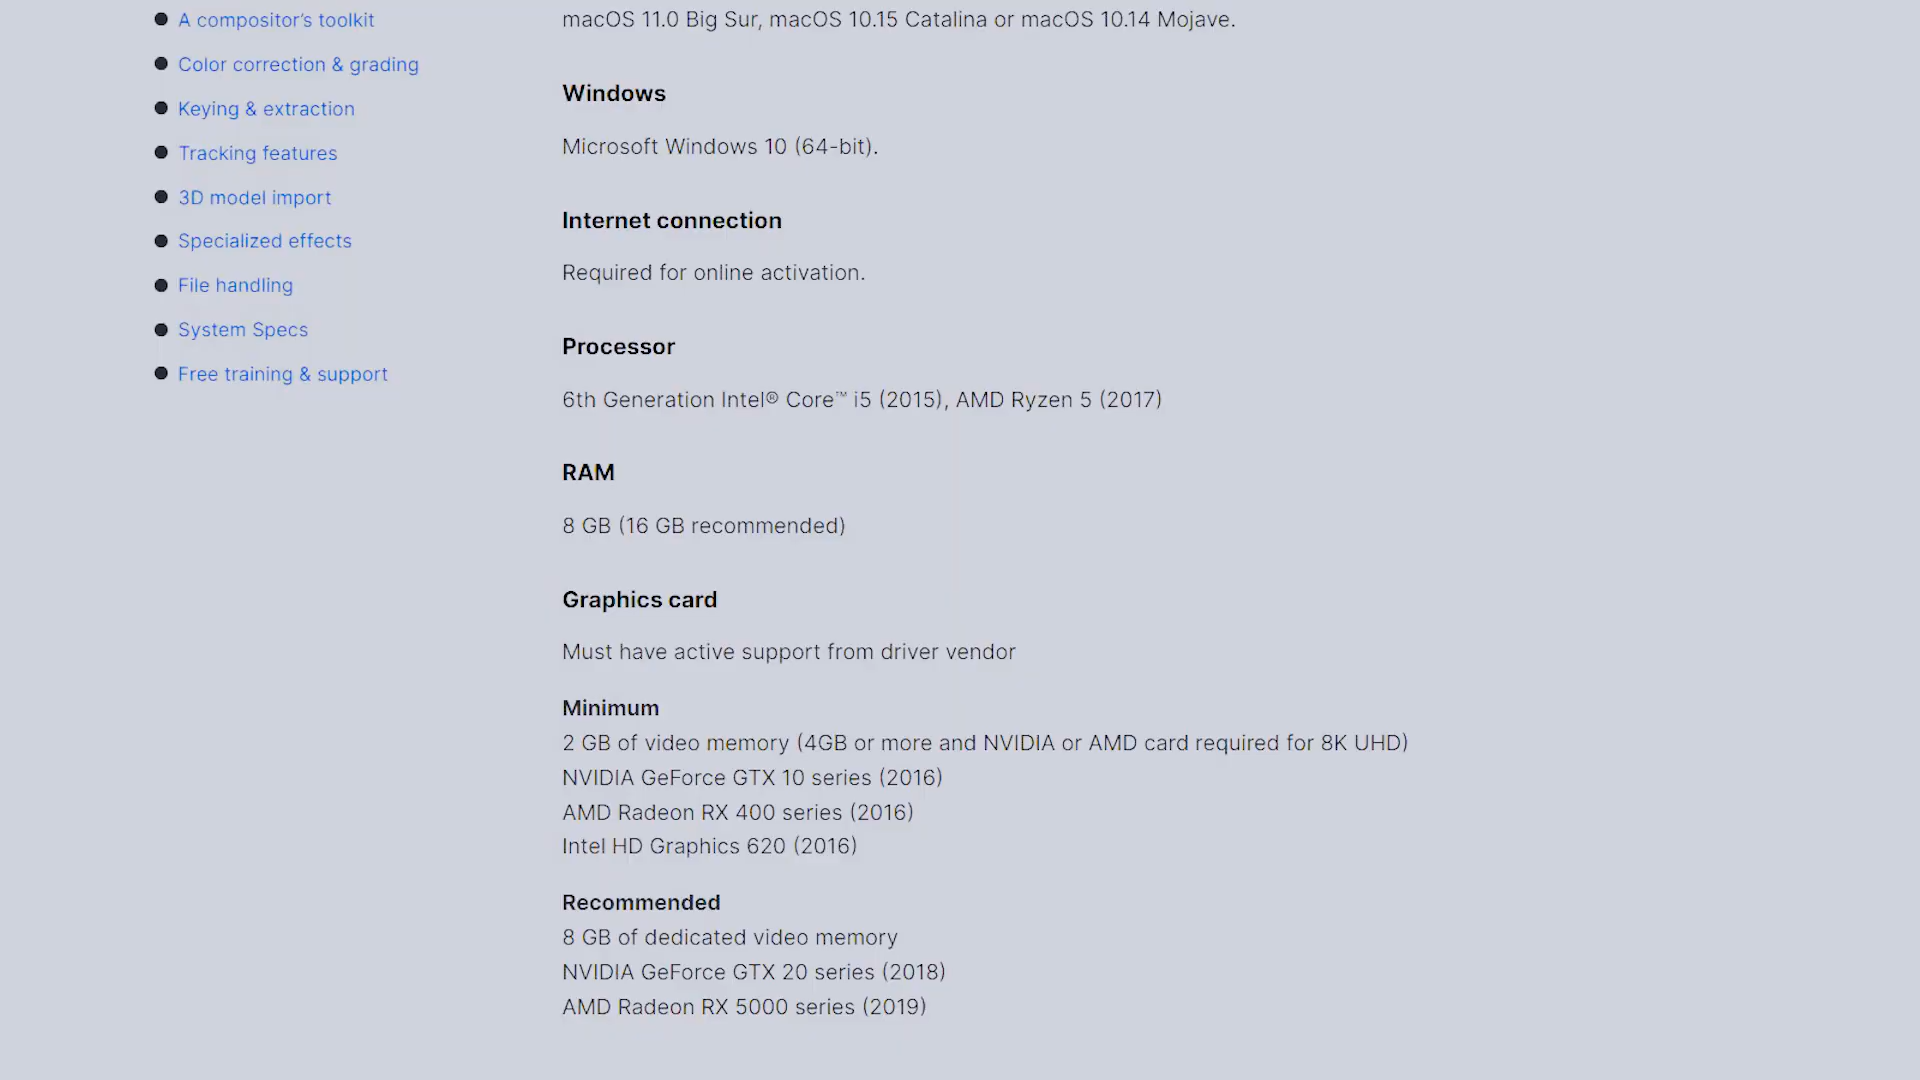 A compositor's toolkit
Color correction & grading
Keying & extraction
Tracking features
3D model import
Specialized effects
File handling
System Specs
Free training & support
macOS 11.0 Big Sur, macOS 10.15 Catalina or macOS 10.14 Mojave.
Windows
Microsoft Windows 10 (64-bit).
Internet connection
Required for online activation.
Processor
6th Generation Intel® Core™ i5 (2015), AMD Ryzen 5 (2017)
RAM
8 GB (16 GB recommended)
Graphics card
Must have active support from driver vendor
Minimum
2 GB of video memory (4GB or more and NVIDIA or AMD card required for 8K UHD)
NVIDIA GeForce GTX 10 series (2016)
AMD Radeon RX 400 series (2016)
Intel HD Graphics 620 (2016)
Recommended
8 GB of dedicated video memory
NVIDIA GeForce GTX 20 series (2018)
AMD Radeon RX 5000 series (2019)